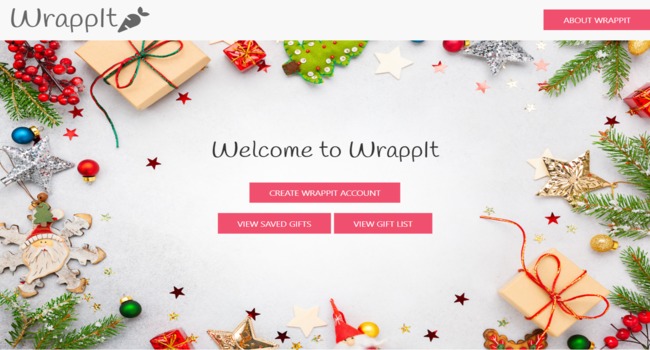 WrappIt
ABOUT WRAPPIT
Welcome to WrappIt
CREATE WRAPPIT ACCOUNT
VIEW SAVED GIFTS VIEW GIFT LIST